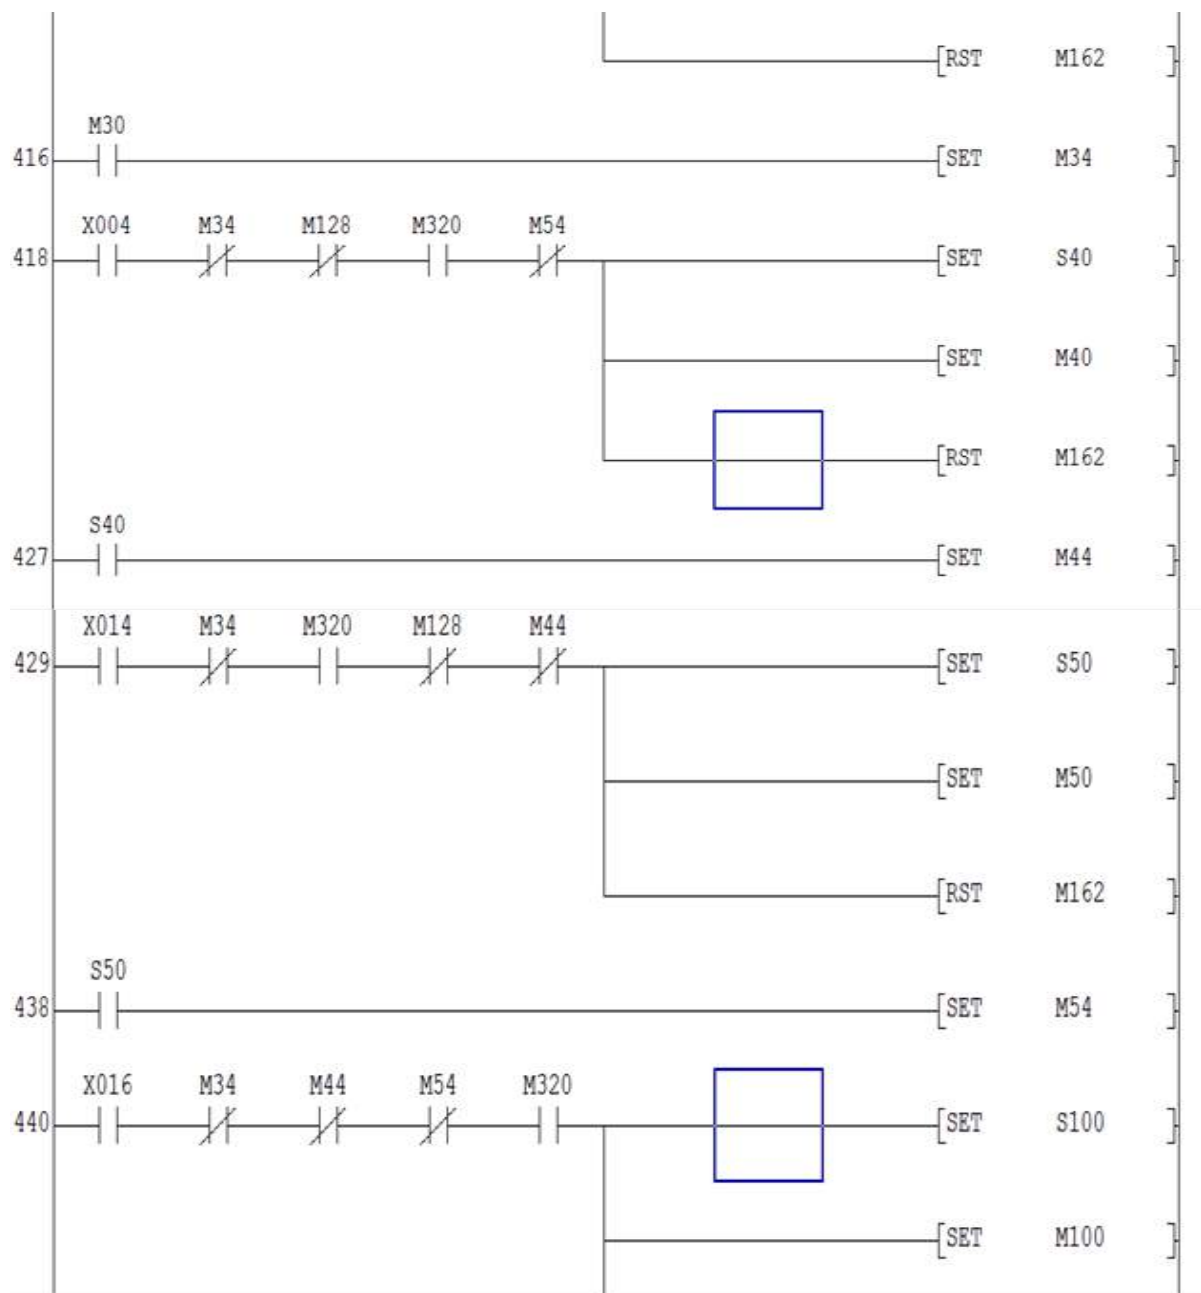 [RST M162 ]
M30
416 [SET M34 ]
X004 M34 M128 M320 M54
418 [SET S40 ]
[SET M40 ]
[RST M162 ]
S40
427 [SET M44 ]
X014 M34 M320 M128 M44
429 [SET S50 ]
[SET M50 ]
[RST M162 ]
S50
438 [SET M54 ]
X016 M34 M44 M54 M320
440 [SET S100 ]
[SET M100 ]